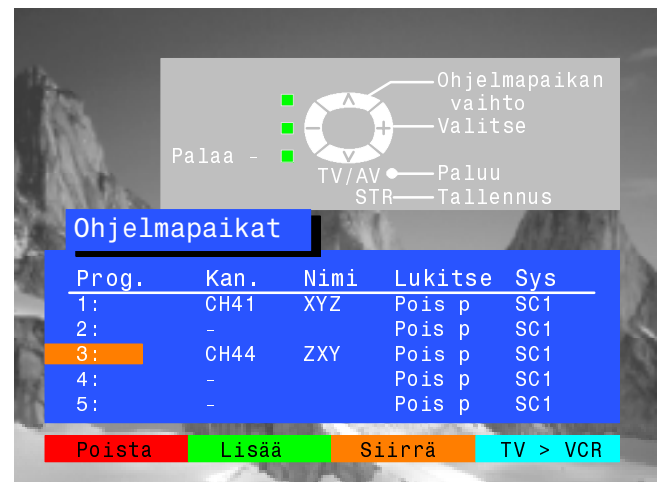 Ohjelmapaikan
vaihto
Valitse
Palaa -
TV/AV Paluu
STR Tallennus
Ohjelmapaikat
Prog. Kan. Nimi Lukitse Sys
1: CH41 XYZ Pois p SC1
2: - Pois p SC1
3: CH44 ZXY Pois p SC1
4: - Pois p SC1
5: - Pois p SC1
Poista Lisää Siirrä TV > VCR